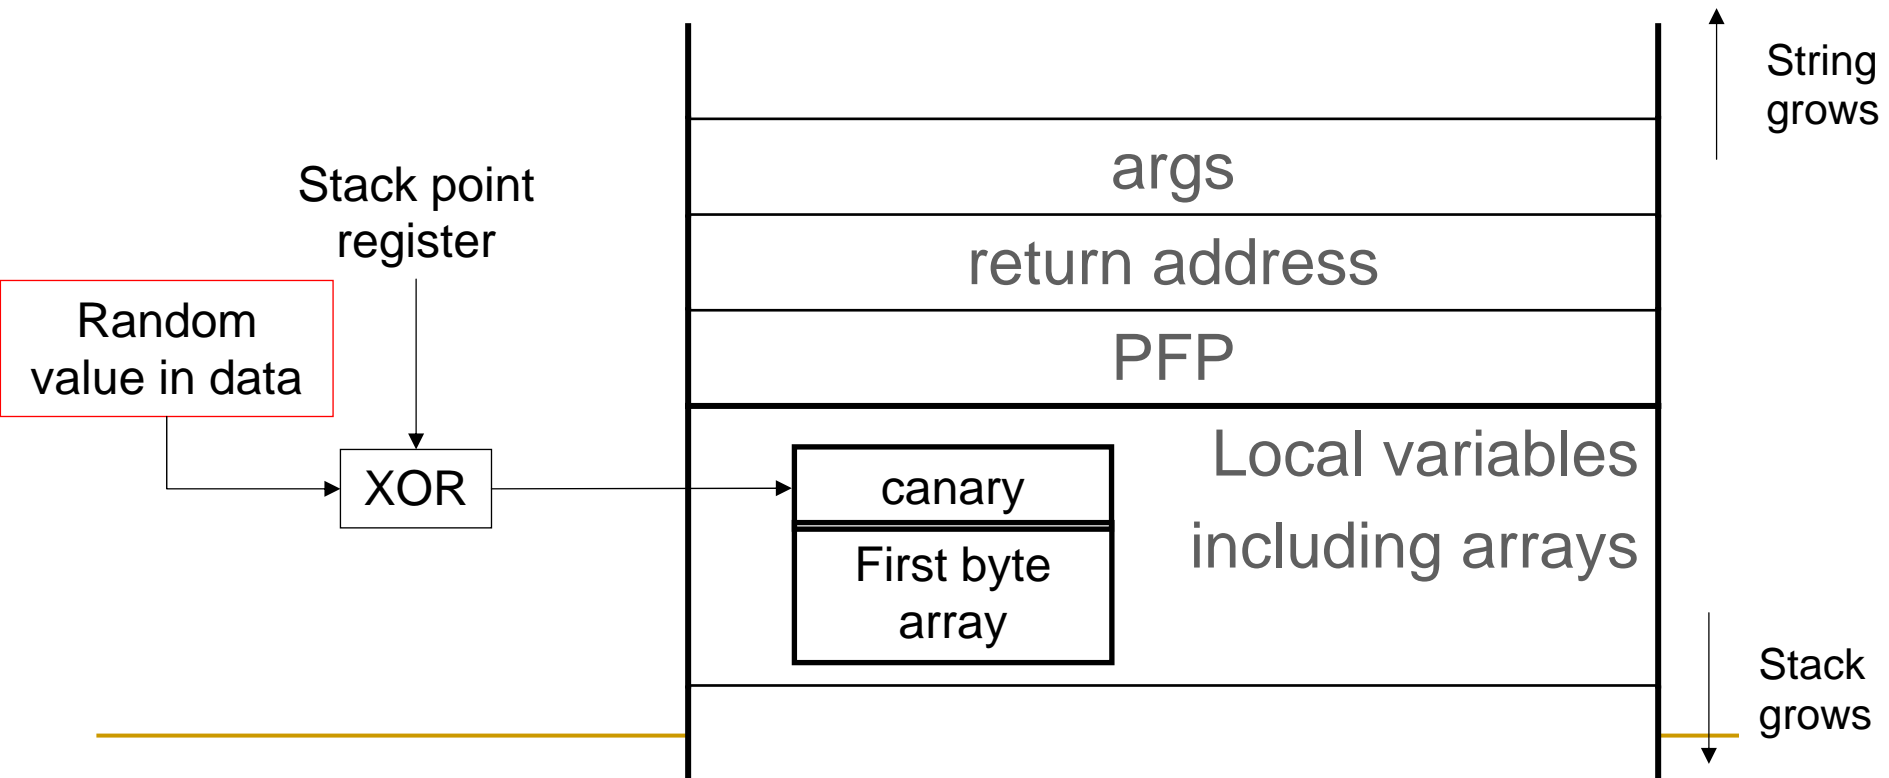 String
grows
args
Stack point
register
return address
Random
value in data
PFP
XOR
canary
Local variables
including arrays
First byte
array
Stack
grows